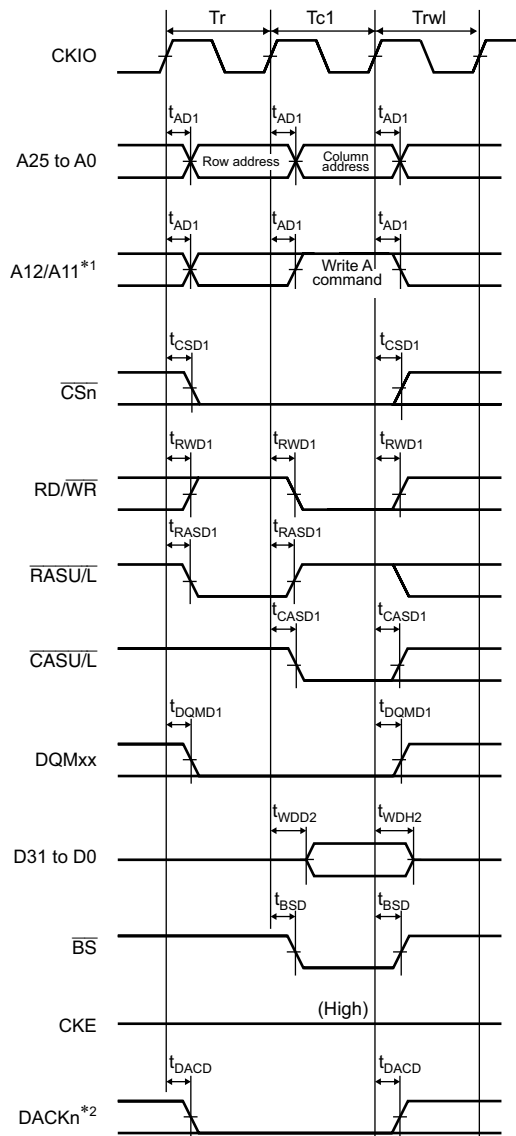 Tr Tc1 Trwl
CKIO
tAD1 tAD1 tAD1
A25 to A0 Row address Column address
tAD1 tAD1 tAD1
A12/A11*1 Write A command
tCSD1 tCSD1
CSn
tRWD1 tRWD1 tRWD1
RD/WR
tRASD1 tRASD1
RASU/L
tCASD1 tCASD1
CASU/L
tDQMD1 tDQMD1
DQMxx
tWDD2 tWDH2
D31 to D0
tBSD tBSD
BS
(High)
CKE
tDACD tDACD
DACKn*2